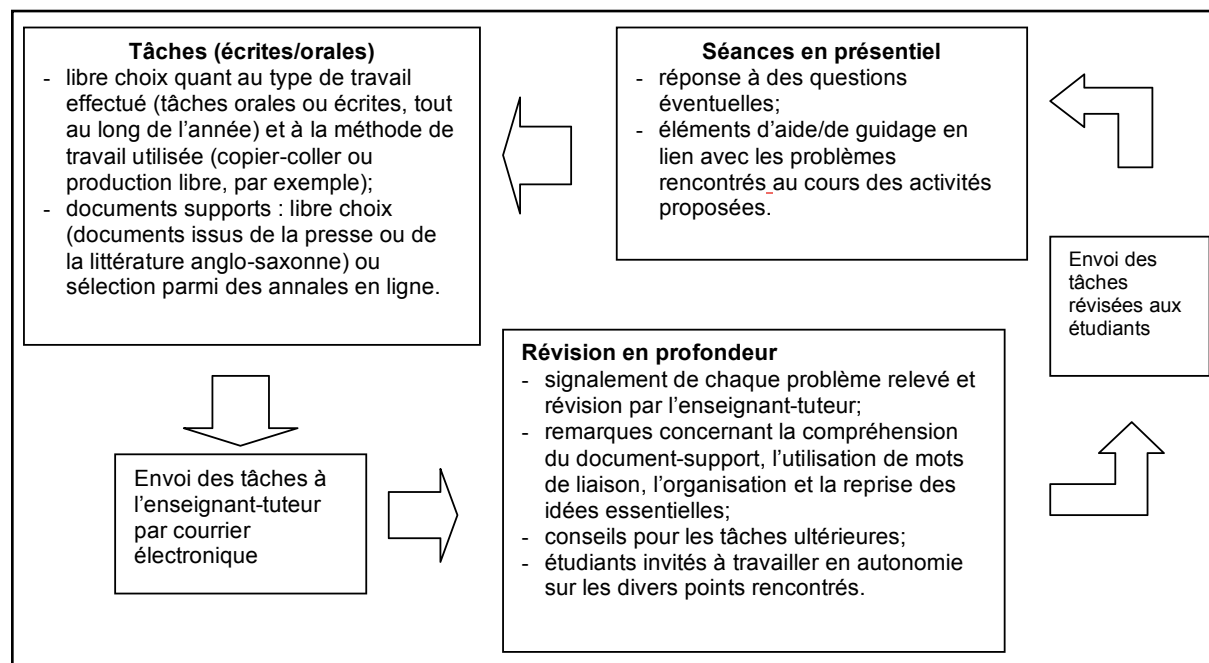 Tâches (écrites/orales)
- libre choix quant au type de travail
effectué (tâches orales ou écrites, tout
au long de l’année) et à la méthode de
travail utilisée (copier-coller ou
production libre, par exemple);
- documents supports : libre choix
(documents issus de la presse ou de
la littérature anglo-saxonne) ou
sélection parmi des annales en ligne.
Séances en présentiel
- réponse à des questions
éventuelles;
- éléments d’aide/de guidage en
lien avec les problèmes
rencontrés au cours des activités
proposées.
Envoi des
tâches
révisées aux
étudiants
Révision en profondeur
- signalement de chaque problème relevé et
révision par l’enseignant-tuteur;
- remarques concernant la compréhension
du document-support, l’utilisation de mots
de liaison, l’organisation et la reprise des
idées essentielles;
- conseils pour les tâches ultérieures;
- étudiants invités à travailler en autonomie
sur les divers points rencontrés.
Envoi des tâches à
l’enseignant-tuteur
par courrier
électronique